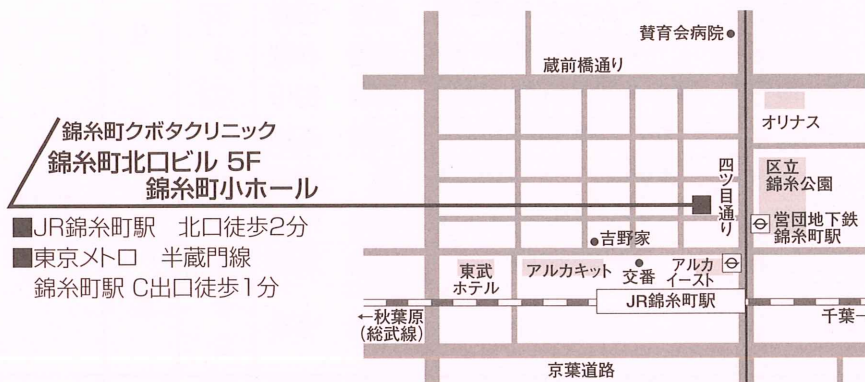 錦糸町クボタクリニック
錦糸町北口ビル 5F
錦糸町小ホール
■JR錦糸町駅 北口徒歩2分
■東京メトロ 半蔵門線
錦糸町駅 C出口徒歩1分
賛育会病院
蔵前橋通り
オリナス
四ツ目通り
区立
錦糸公園
営団地下鉄
錦糸町駅
吉野家
東武
ホテル
アルカキット
交番
アルカ
イースト
JR錦糸町駅
←秋葉原
(総武線)
千葉→
京葉道路